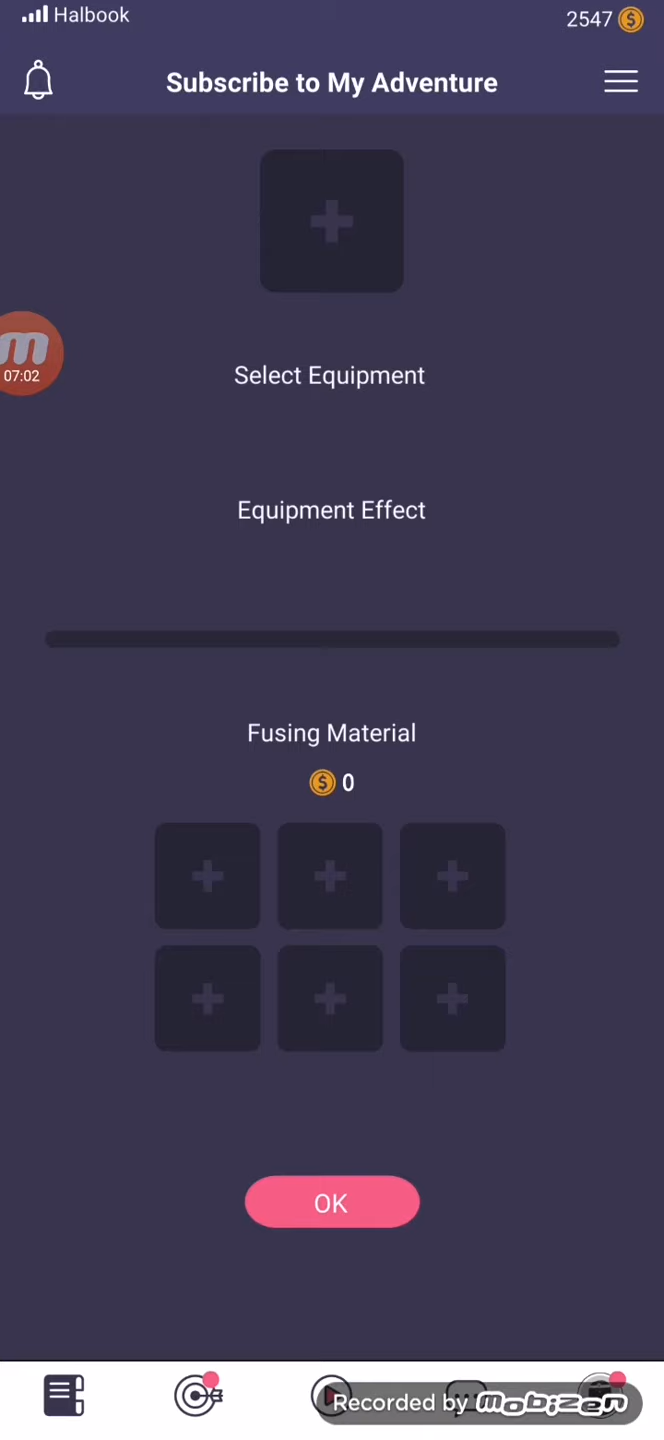 Halbook
2547
Subscribe to My Adventure
m
07:02
Select Equipment
Equipment Effect
Fusing Material
0
OK
Recorded by mobizen